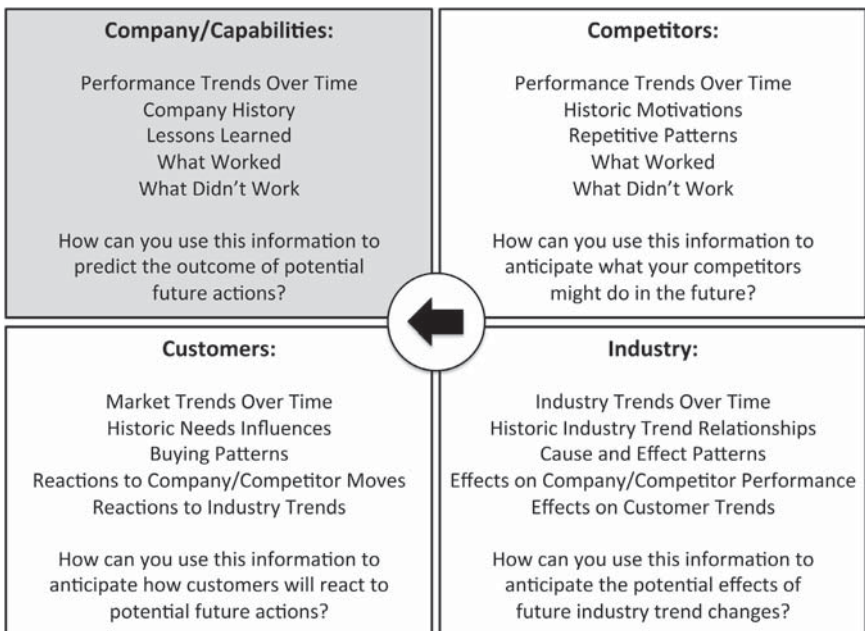 Company/Capabilities:
Performance Trends Over Time
Company History
Lessons Learned
What Worked
What Didn’t Work
How can you use this information to
predict the outcome of potential
future actions?
Competitors:
Performance Trends Over Time
Historic Motivations
Repetitive Patterns
What Worked
What Didn’t Work
How can you use this information to
anticipate what your competitors
might do in the future?
Customers:
Market Trends Over Time
Historic Needs Influences
Buying Patterns
Reactions to Company/Competitor Moves
Reactions to Industry Trends
How can you use this information to
anticipate how customers will react to
potential future actions?
Industry:
Industry Trends Over Time
Historic Industry Trend Relationships
Cause and Effect Patterns
Effects on Company/Competitor Performance
Effects on Customer Trends
How can you use this information to
anticipate the potential effects of
future industry trend changes?